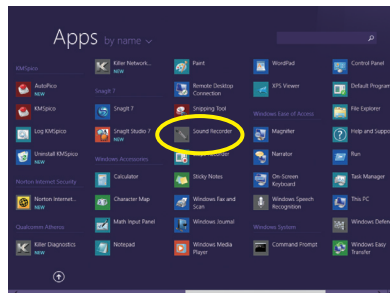 Apps by name
KMSpico
AutoPico
NEW
KMSpico
Log KMSpico
Uninstall KMSpico
NEW
Norton Internet Security
Norton Internet...
NEW
Qualcomm Atheros
Killer Diagnostics
NEW
Killer Network...
NEW
SnagIt 7
SnagIt 7
SnagIt Studio 7
NEW
Windows Accessories
Calculator
Character Map
Math Input Panel
Notepad
Paint
Remote Desktop
Connection
Snipping Tool
Sound Recorder
Sticky Notes
Windows Fax and
Scan
Windows Journal
Windows Media
Player
WordPad
XPS Viewer
Windows Ease of Access
Magnifier
Narrator
On-Screen
Keyboard
Windows Speech
Recognition
Windows System
Command Prompt
Control Panel
Default Program
File Explorer
Help and Suppo
Run
Task Manager
This PC
Windows Defen
Windows Easy
Transfer